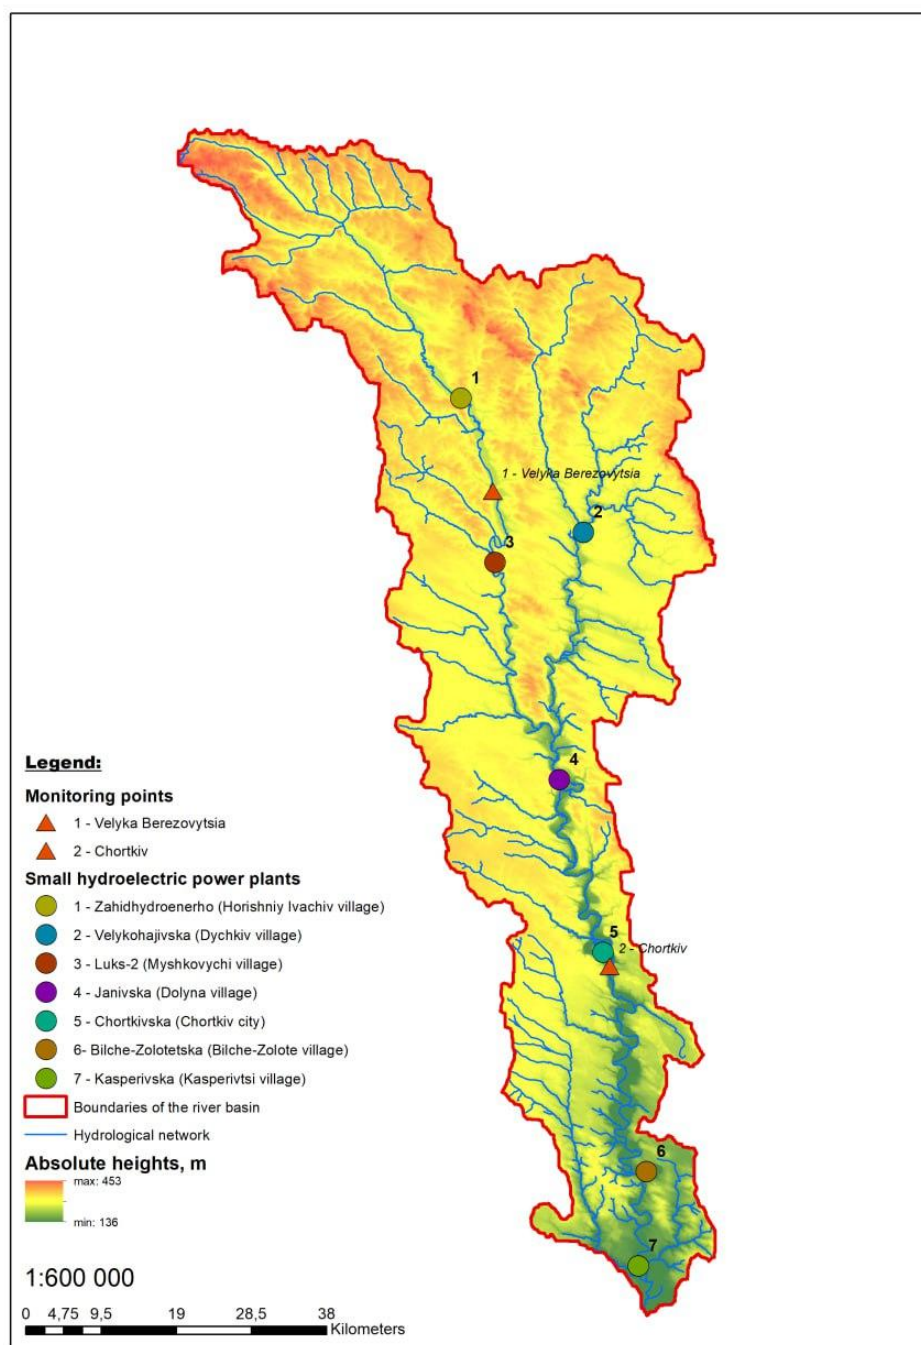 1
1 - Velyka Berezovytsia
2
3
4
5
2 - Chortkiv
6
7
Legend:
Monitoring points
1 - Velyka Berezovytsia
2 - Chortkiv
Small hydroelectric power plants
1 - Zahidhydroenerho (Horishniy Ivachiv village)
2 - Velykohajivska (Dychkiv village)
3 - Luks-2 (Myshkovychi village)
4 - Janivska (Dolyna village)
5 - Chortkivska (Chortkiv city)
6- Bilche-Zolotetska (Bilche-Zolote village)
7 - Kasperivska (Kasperivtsi village)
Boundaries of the river basin
Hydrological network
Absolute heights, m
max: 453
min: 136
1:600 000
0 4,75 9,5 19 28,5 38
Kilometers